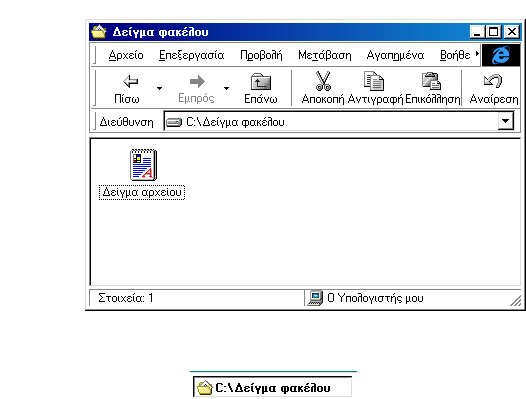 Δείγμα φακέλου
Αρχείο Επεξεργασία Προβολή Μετάβαση Αγαπημένα Βοήθε
Πίσω Εμπρός Επάνω Αποκοπή Αντιγραφή Επικόλληση Αναίρεση
Διεύθυνση C:\Δείγμα φακέλου
Δείγμα αρχείου
Στοιχεία: 1 Ο Υπολογιστής μου
C:\Δείγμα φακέλου